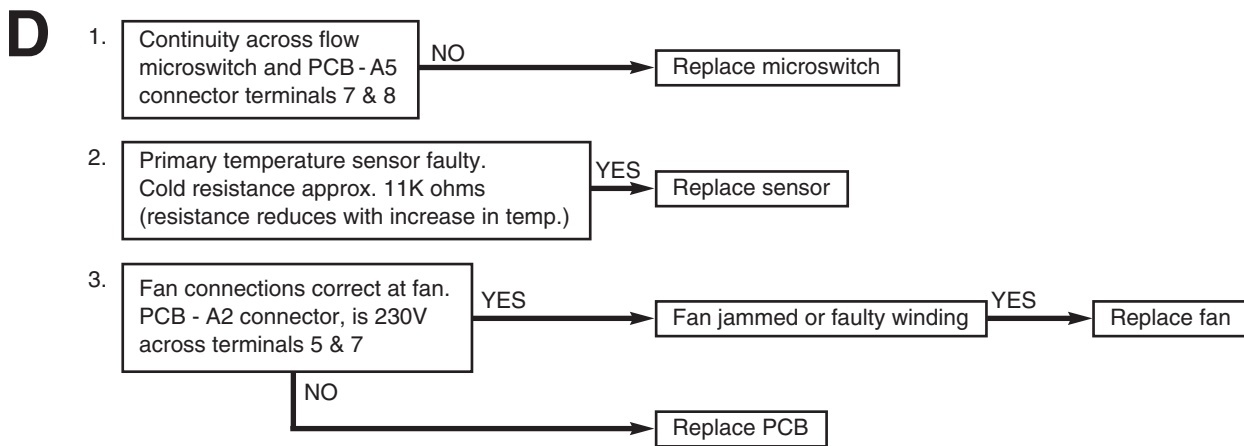 D
1.
Continuity across flow
microswitch and PCB - A5
connector terminals 7 & 8
NO
Replace microswitch
2.
Primary temperature sensor faulty.
Cold resistance approx. 11K ohms
(resistance reduces with increase in temp.)
YES
Replace sensor
3.
Fan connections correct at fan.
PCB - A2 connector, is 230V
across terminals 5 & 7
YES
Fan jammed or faulty winding
YES
Replace fan
NO
Replace PCB